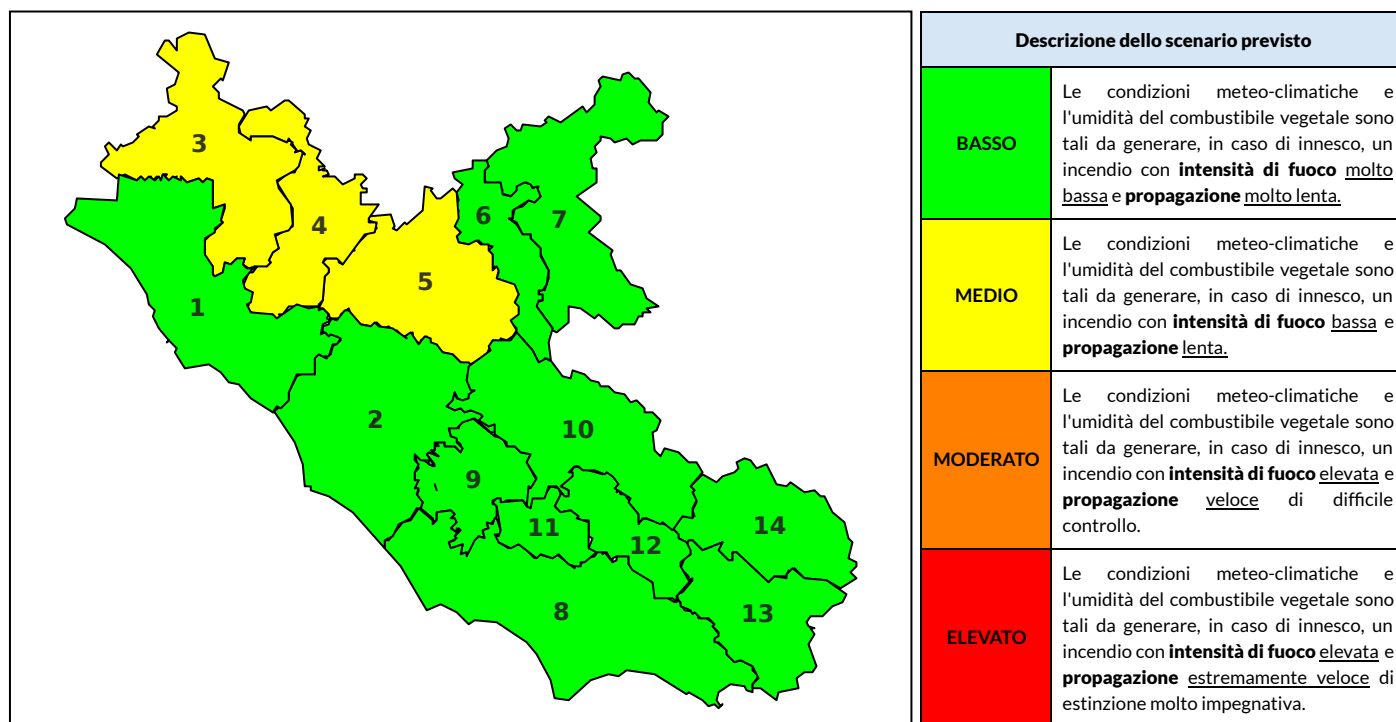 3
4
5
6
7
1
2
10
9
11
12
14
8
13
Descrizione dello scenario previsto
BASSO
Le condizioni meteo-climatiche e
l'umidità del combustibile vegetale sono
tali da generare, in caso di innesco, un
incendio con intensità di fuoco molto
bassa e propagazione molto lenta.
MEDIO
Le condizioni meteo-climatiche e
l'umidità del combustibile vegetale sono
tali da generare, in caso di innesco, un
incendio con intensità di fuoco bassa e
propagazione lenta.
MODERATO
Le condizioni meteo-climatiche e
l'umidità del combustibile vegetale sono
tali da generare, in caso di innesco, un
incendio con intensità di fuoco elevata e
propagazione veloce di difficile
controllo.
ELEVATO
Le condizioni meteo-climatiche e
l'umidità del combustibile vegetale sono
tali da generare, in caso di innesco, un
incendio con intensità di fuoco elevata e
propagazione estremamente veloce di
estinzione molto impegnativa.